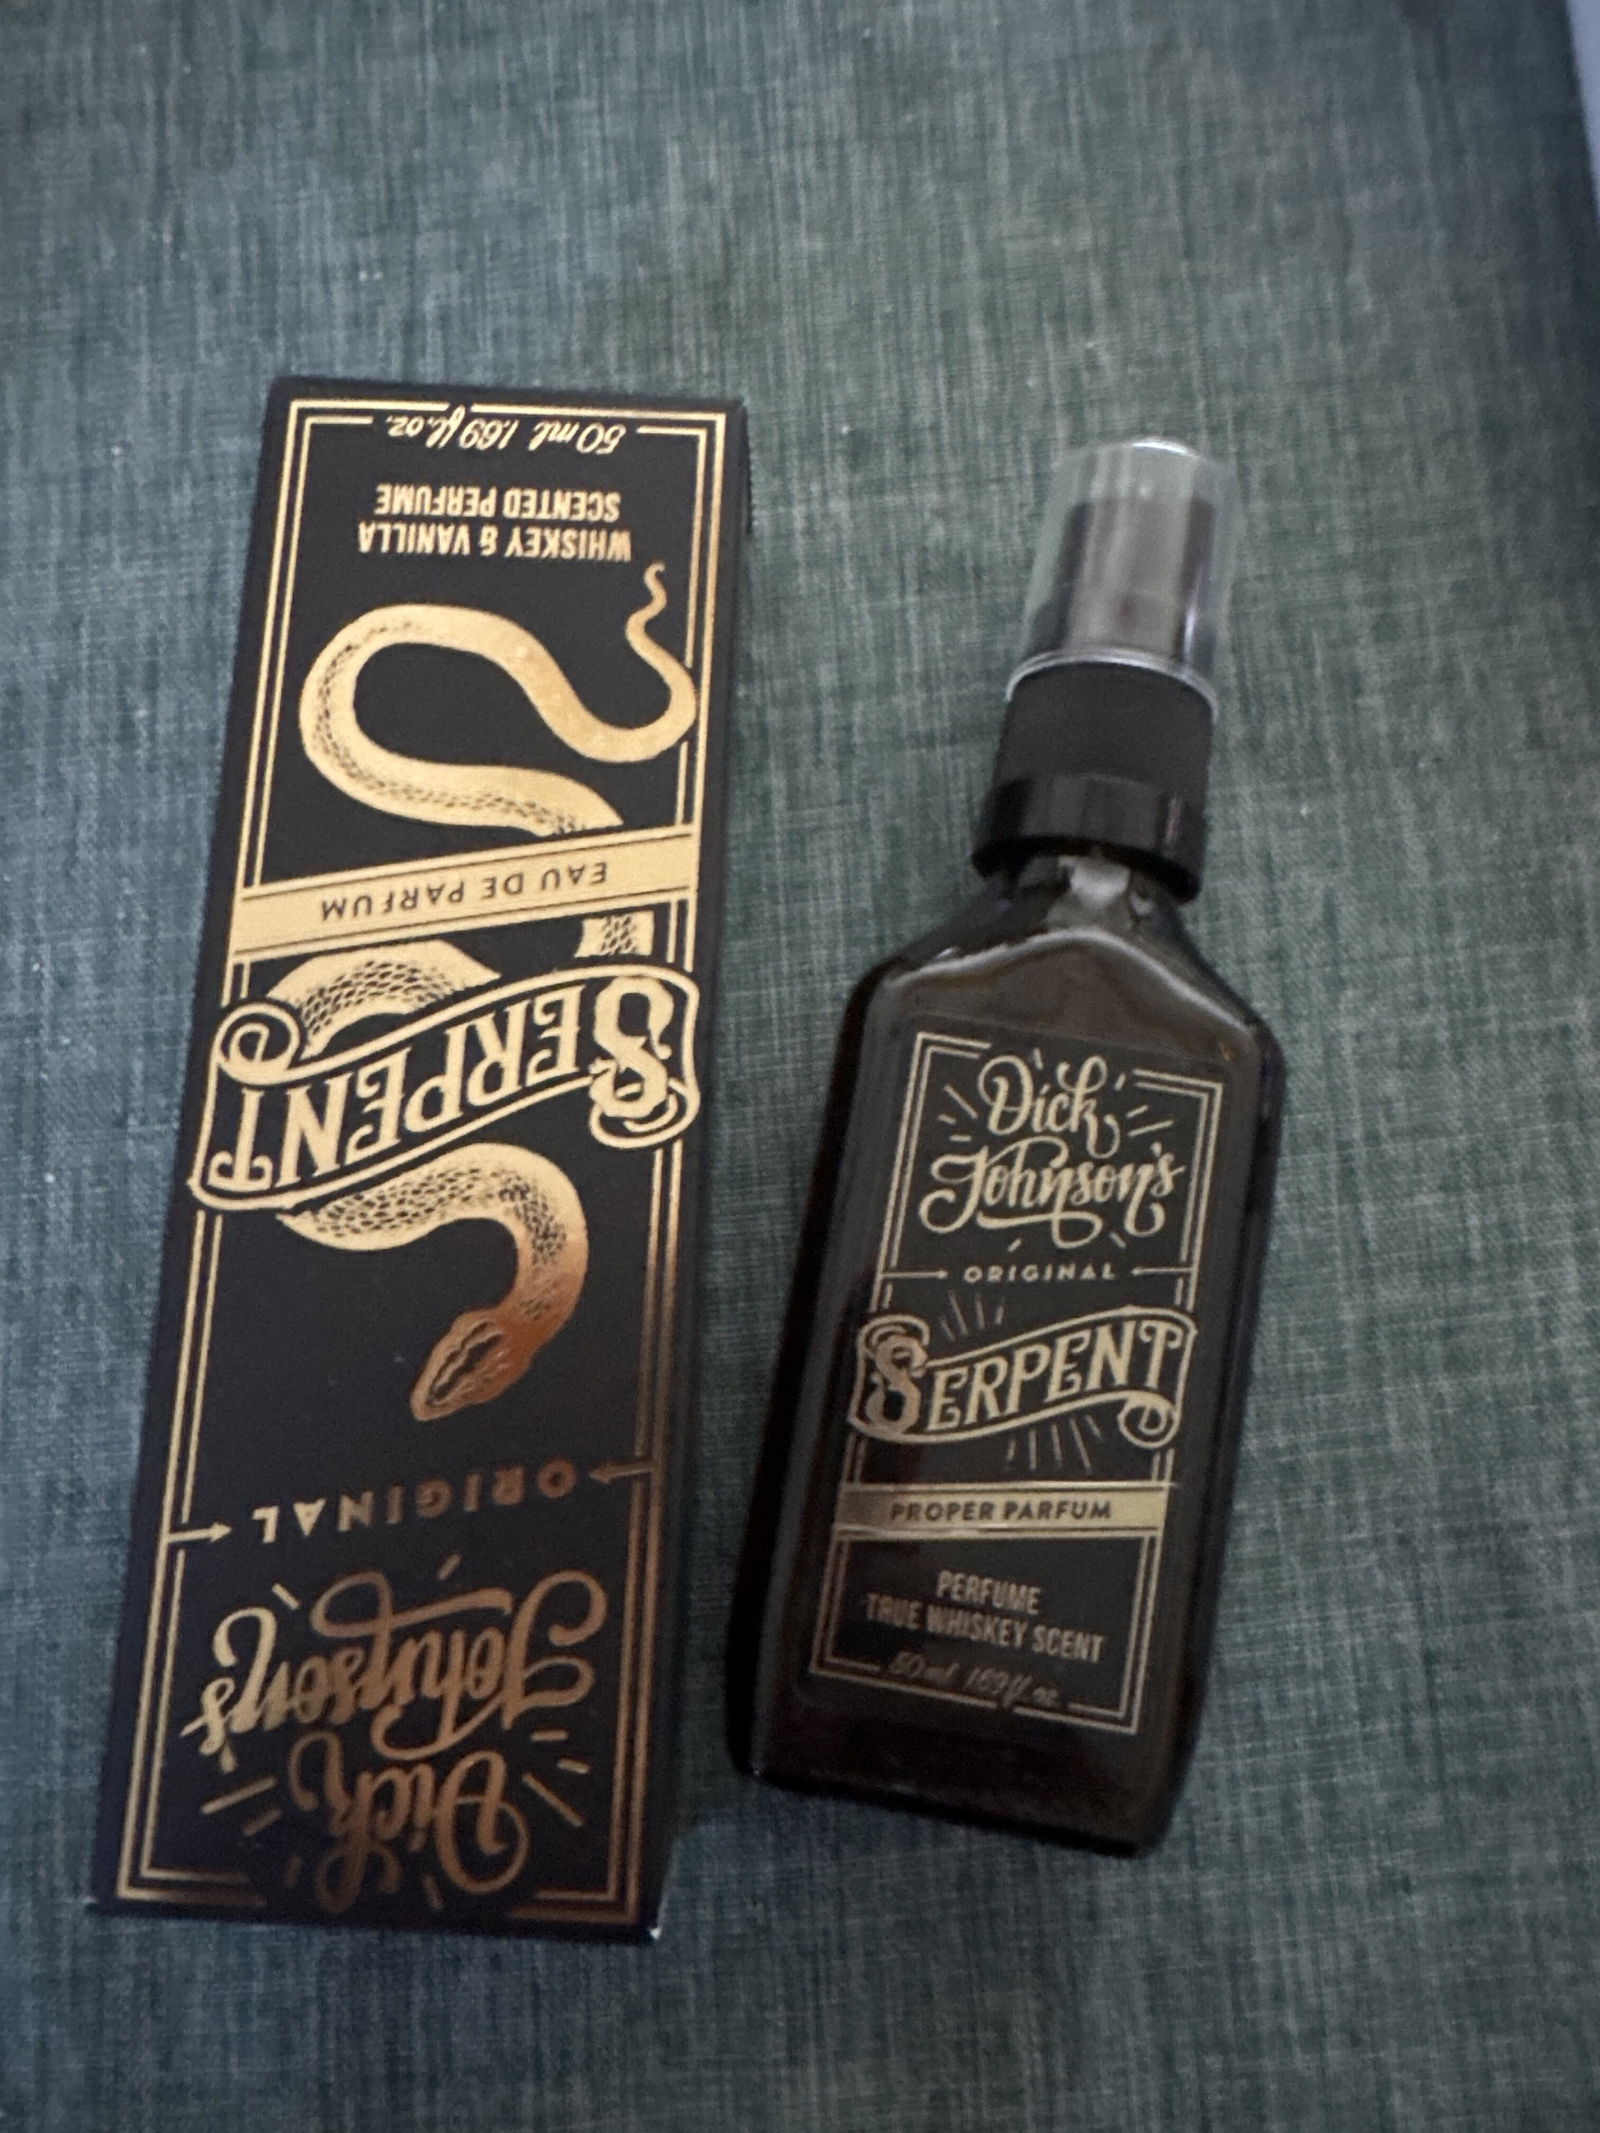 Dick
Johnson's
ORIGINAL
SERPENT
EAU DE PARFUM
WHISKEY & VANILLA
SCENTED PERFUME
50 ml 1.69 fl. oz.
Dick
Johnson's
ORIGINAL
SERPENT
PROPER PARFUM
PERFUME
TRUE WHISKEY SCENT
50 ml 1.69 fl. oz.